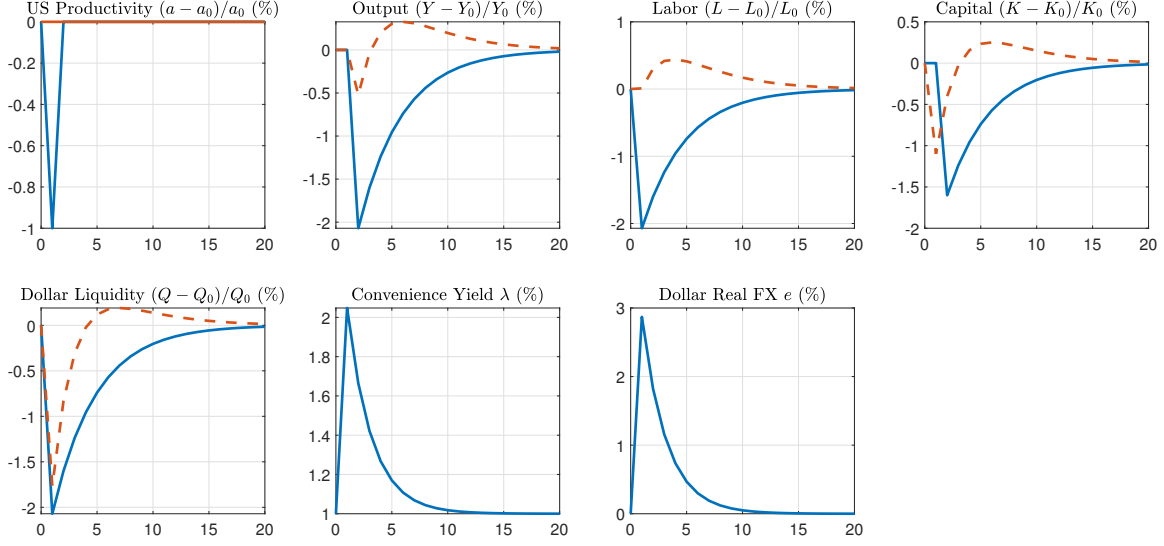 US Productivity (a − a₀)/a₀ (%)
0
-0.2
-0.4
-0.6
-0.8
-1
0 5 10 15 20
Output (Y − Y₀)/Y₀ (%)
0
-0.5
-1
-1.5
-2
0 5 10 15 20
Labor (L − L₀)/L₀ (%)
1
0
-1
-2
0 5 10 15 20
Capital (K − K₀)/K₀ (%)
0.5
0
-0.5
-1
-1.5
-2
0 5 10 15 20
Dollar Liquidity (Q − Q₀)/Q₀ (%)
0
-0.5
-1
-1.5
-2
0 5 10 15 20
Convenience Yield λ (%)
2
1.8
1.6
1.4
1.2
1
0 5 10 15 20
Dollar Real FX e (%)
3
2
1
0
0 5 10 15 20